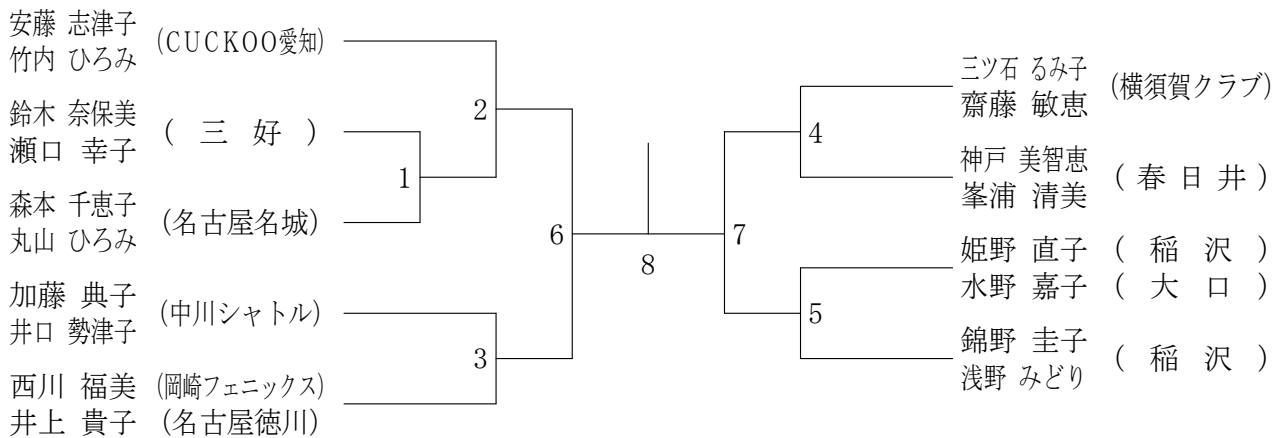 安藤 志津子 (CUCKOO愛知)
竹内 ひろみ
鈴木 奈保美 ( 三 好 )
瀬口 幸子
森本 千恵子 (名古屋名城)
丸山 ひろみ
加藤 典子 (中川シャトル)
井口 勢津子
西川 福美 (岡崎フェニックス)
井上 貴子 (名古屋徳川)
1
2
3
6
8
7
4
5
三ツ石 るみ子 (横須賀クラブ)
齋藤 敏恵
神戸 美智恵 ( 春 日 井 )
峯浦 清美
姫野 直子 ( 稲 沢 )
水野 嘉子 ( 大 口 )
錦野 圭子 ( 稲 沢 )
浅野 みどり